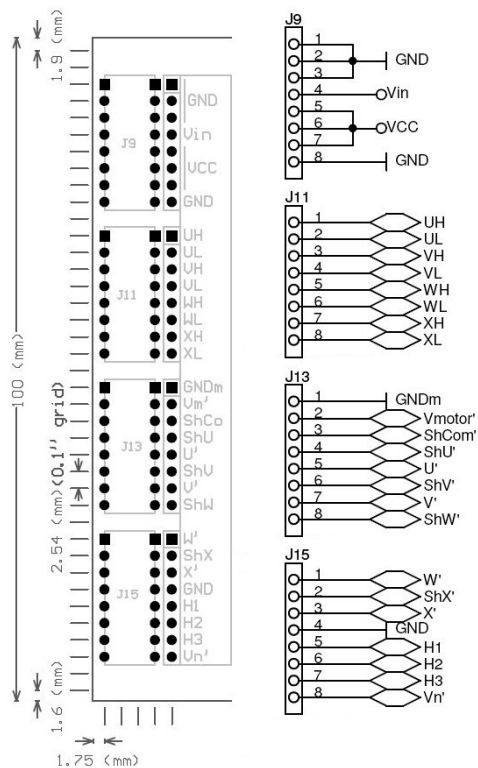 1.9 (mm)
100 (mm)
2.54 (mm)(0.1" grid)
1.6 (mm)
1.75 (mm)
J9
GND
Vin
VCC
GND
J11
UH
UL
VH
VL
WH
WL
XH
XL
J13
GNDm
Vm'
ShCo
ShU
U'
ShV
V'
ShW
J15
W'
ShX
X'
GND
H1
H2
H3
Vn'
J9
1
2 GND
3
4 Vin
5
6 VCC
7
8 GND
J11
1 UH
2 UL
3 VH
4 VL
5 WH
6 WL
7 XH
8 XL
J13
1 GNDm
2 Vmotor'
3 ShCom'
4 ShU'
5 U'
6 ShV'
7 V'
8 ShW'
J15
1 W'
2 ShX'
3 X'
4 GND
5 H1
6 H2
7 H3
8 Vn'